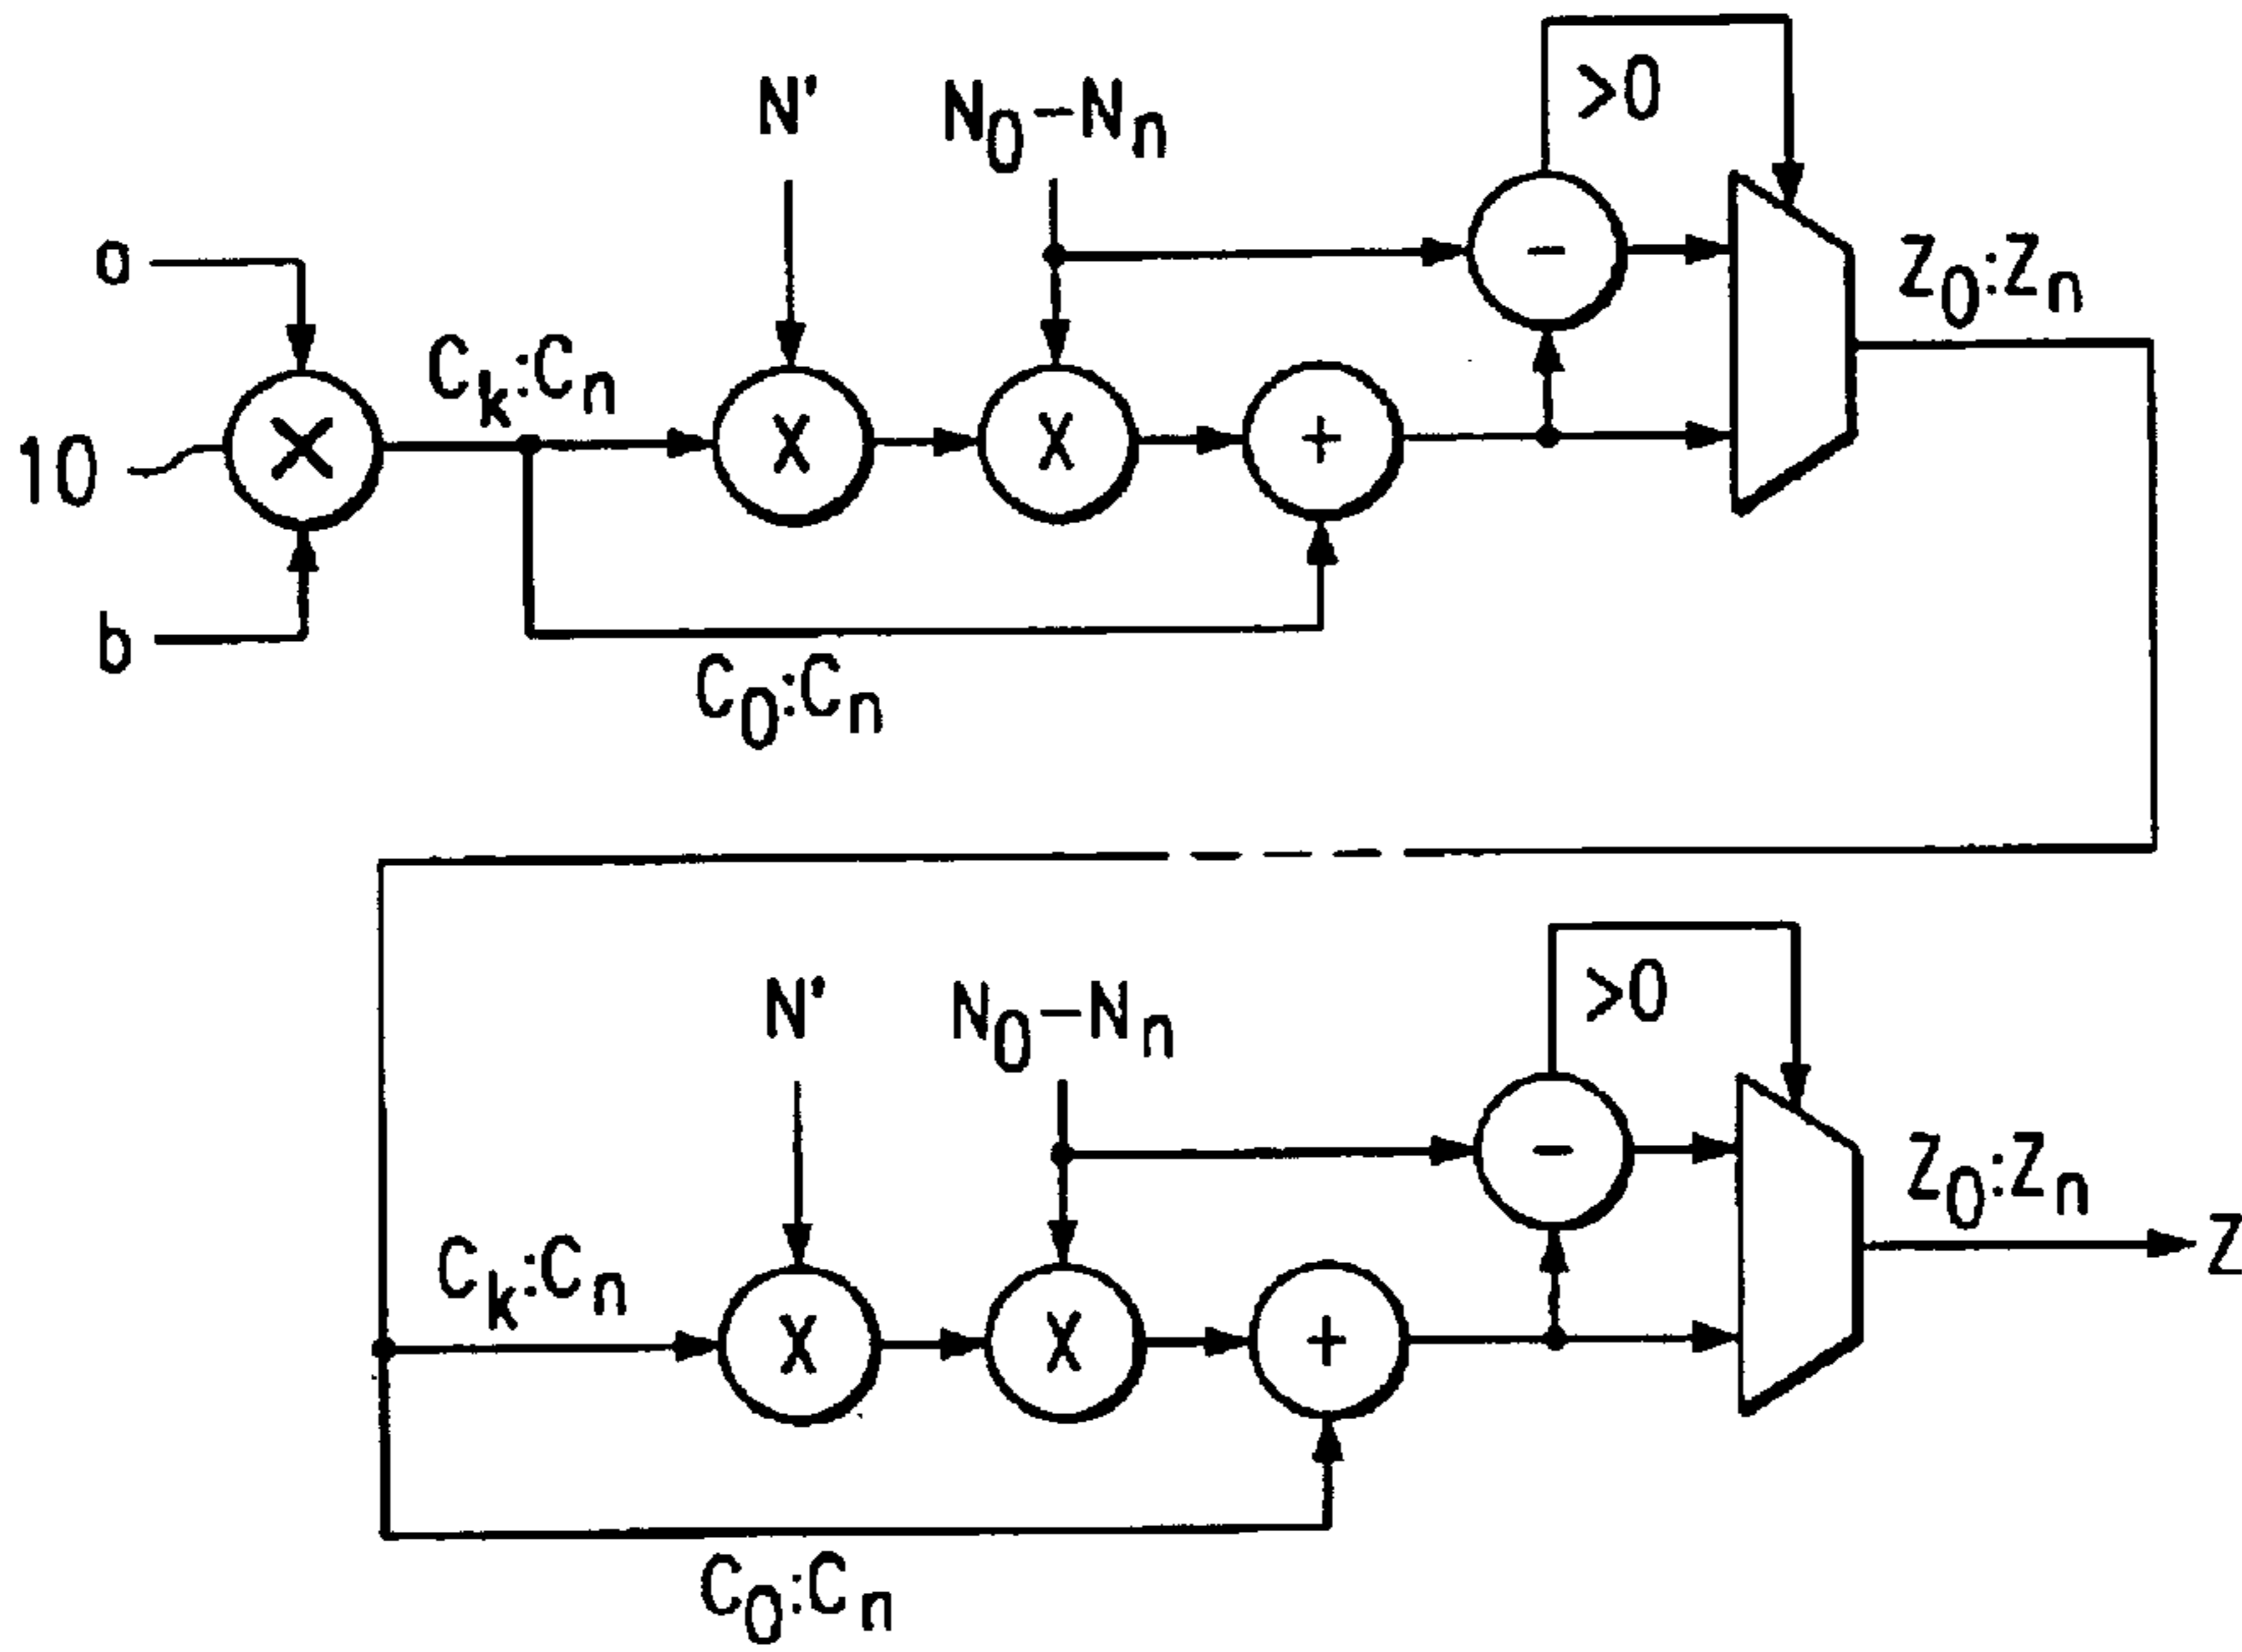 >0
N' N₀-Nₙ
a
Cₖ:Cₙ
Z₀:Zₙ
X X + -
10 X
b
C₀:Cₙ
>0
N' N₀-Nₙ
-
Z₀:Zₙ
Z
Cₖ:Cₙ
X X +
C₀:Cₙ